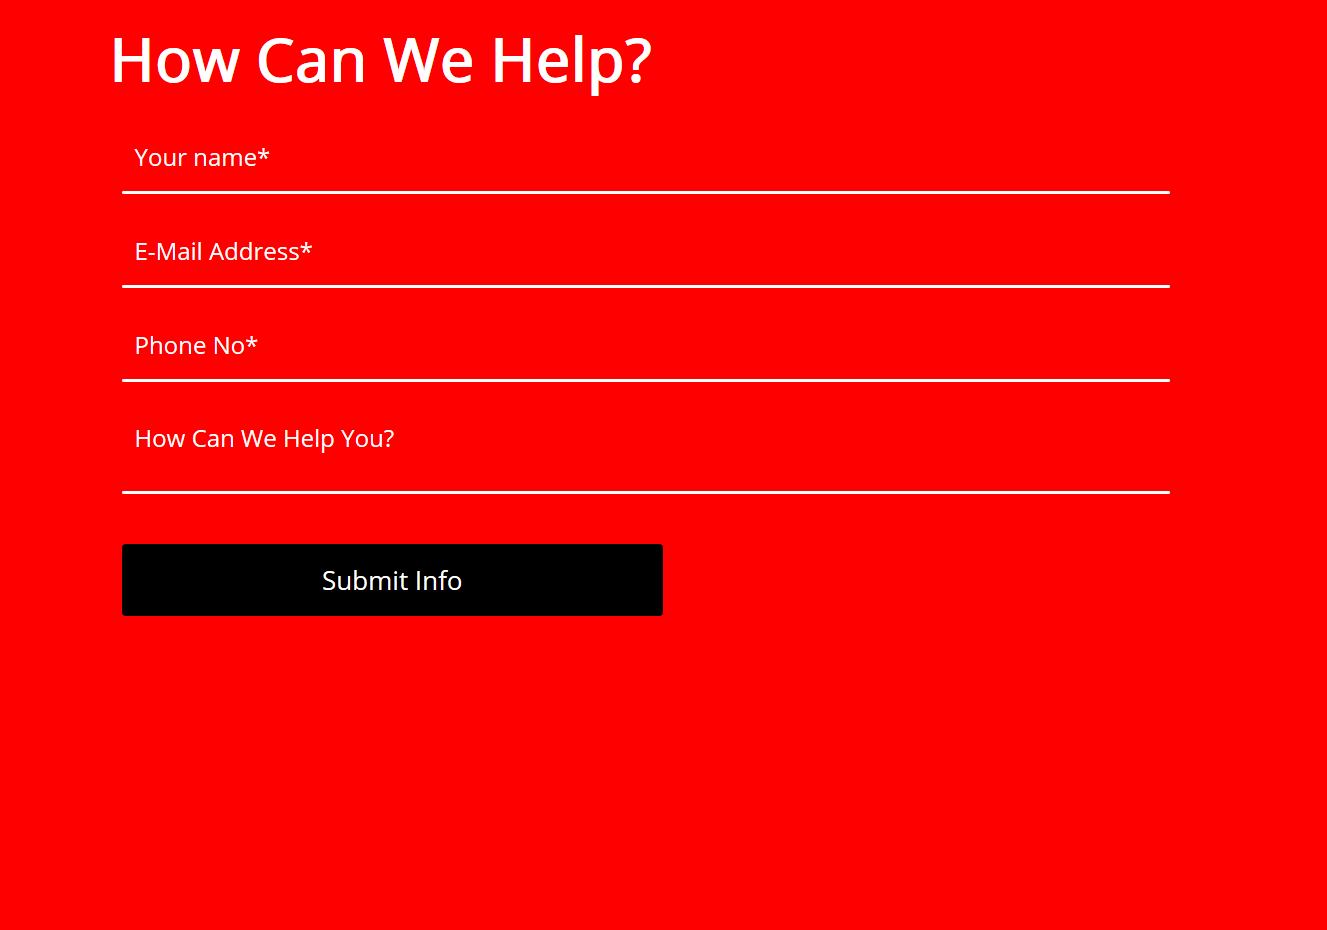 How Can We Help?
Your name*
E-Mail Address*
Phone No*
How Can We Help You?
Submit Info